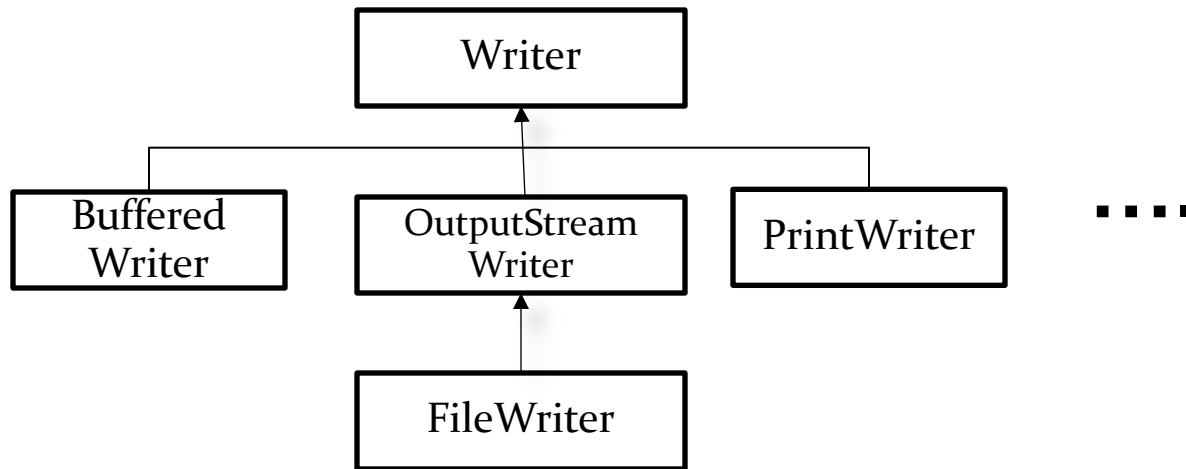 Writer
Buffered
Writer
OutputStream
Writer
PrintWriter
FileWriter